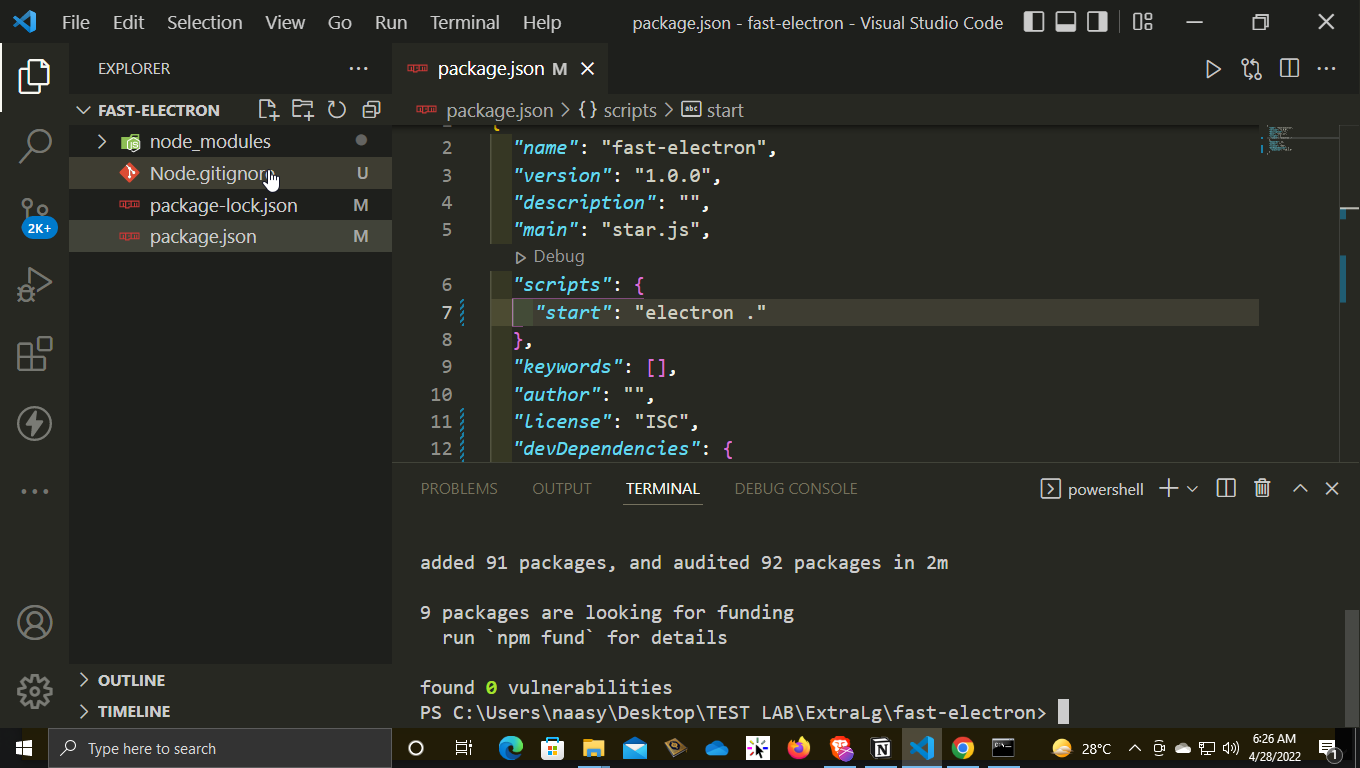 File Edit Selection View Go Run Terminal Help package.json - fast-electron - Visual Studio Code
EXPLORER
package.json M
FAST-ELECTRON
package.json > {} scripts > abc start
node_modules
Node.gitignore U
package-lock.json M
package.json M
2K+
{
2 "name": "fast-electron",
3 "version": "1.0.0",
4 "description": "",
5 "main": "star.js",
Debug
6 "scripts": {
7 "start": "electron ."
8 },
9 "keywords": [],
10 "author": "",
11 "license": "ISC",
12 "devDependencies": {
PROBLEMS OUTPUT TERMINAL DEBUG CONSOLE powershell
added 91 packages, and audited 92 packages in 2m
9 packages are looking for funding
run `npm fund` for details
found 0 vulnerabilities
PS C:\Users\naasy\Desktop\TEST LAB\ExtraLg\fast-electron>
OUTLINE
TIMELINE
Type here to search
28°C
6:26 AM
4/28/2022
1